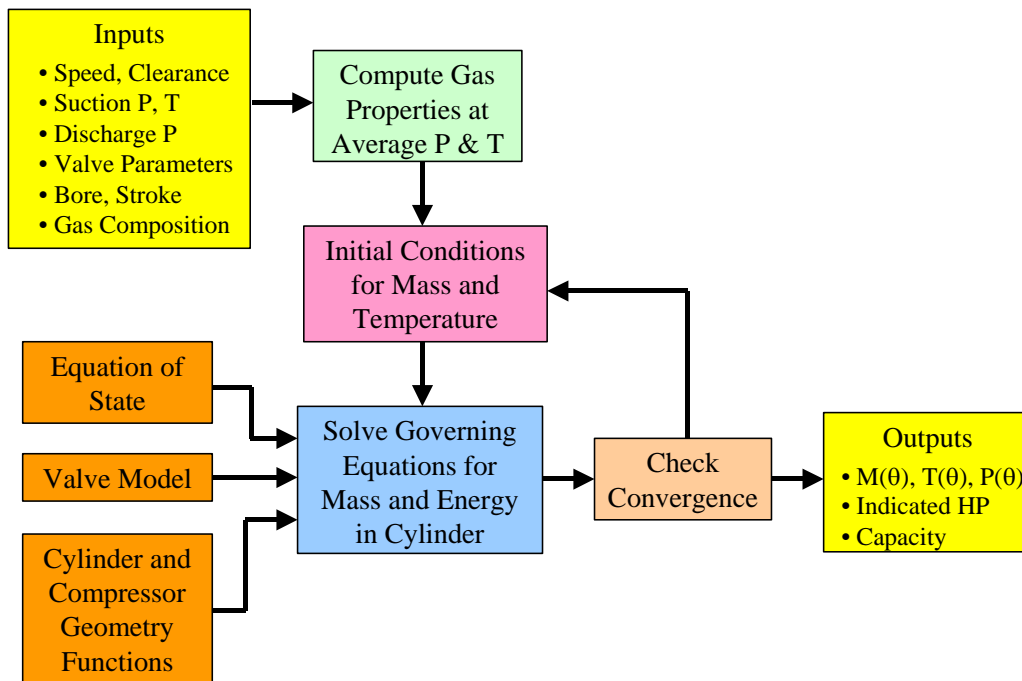 Inputs
• Speed, Clearance
• Suction P, T
• Discharge P
• Valve Parameters
• Bore, Stroke
• Gas Composition
Compute Gas
Properties at
Average P & T
Initial Conditions
for Mass and
Temperature
Equation of
State
Valve Model
Cylinder and
Compressor
Geometry
Functions
Solve Governing
Equations for
Mass and Energy
in Cylinder
Check
Convergence
Outputs
• M(θ), T(θ), P(θ)
• Indicated HP
• Capacity